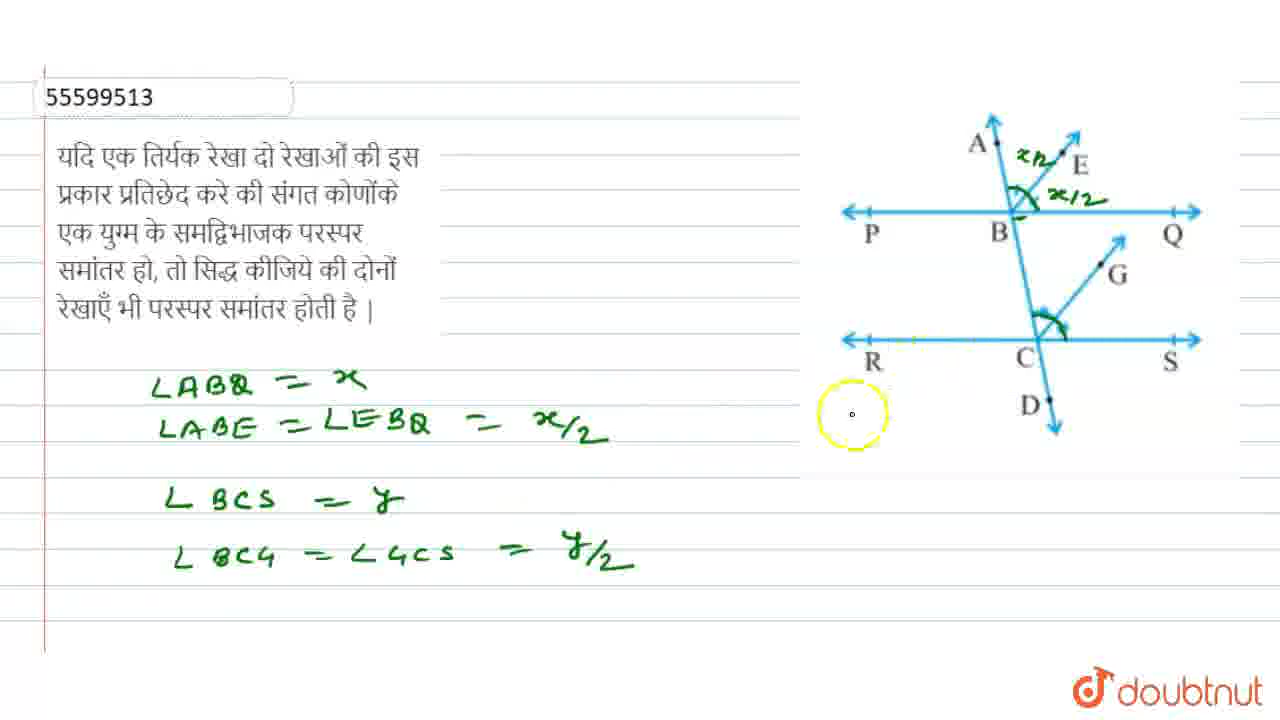 55599513
यदि एक तिर्यक रेखा दो रेखाओं की इस
प्रकार प्रतिछेद करे की संगत कोणोंके
एक युग्म के समद्विभाजक परस्पर
समांतर हो, तो सिद्ध कीजिये की दोनों
रेखाएँ भी परस्पर समांतर होती है |
∠ABQ = x
∠ABE = ∠EBQ = x/2
∠BCS = y
∠BCG = ∠GCS = y/2
A
x/2
E
x/2
P
B
Q
G
R
C
S
D
doubtnut